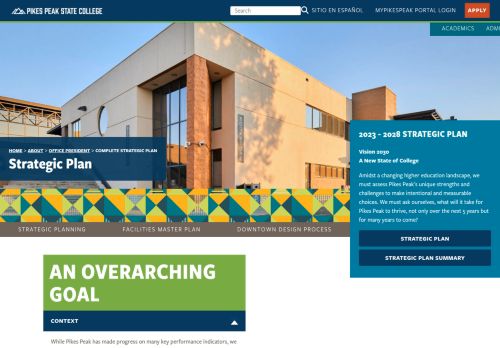 PIKES PEAK STATE COLLEGE
Search
SITIO EN ESPAÑOL
MYPIKESPEAK PORTAL LOGIN
APPLY
ACADEMICS
ADMI
HOME > ABOUT > OFFICE PRESIDENT > COMPLETE STRATEGIC PLAN
Strategic Plan
2023 - 2028 STRATEGIC PLAN
Vision 2030
A New State of College
Amidst a changing higher education landscape, we
must assess Pikes Peak's unique strengths and
challenges to make intentional and measurable
choices. We must ask ourselves, what will it take for
Pikes Peak to thrive, not only over the next 5 years but
for many years to come?
STRATEGIC PLAN
STRATEGIC PLAN SUMMARY
STRATEGIC PLANNING
FACILITIES MASTER PLAN
DOWNTOWN DESIGN PROCESS
AN OVERARCHING
GOAL
CONTEXT
While Pikes Peak has made progress on many key performance indicators, we